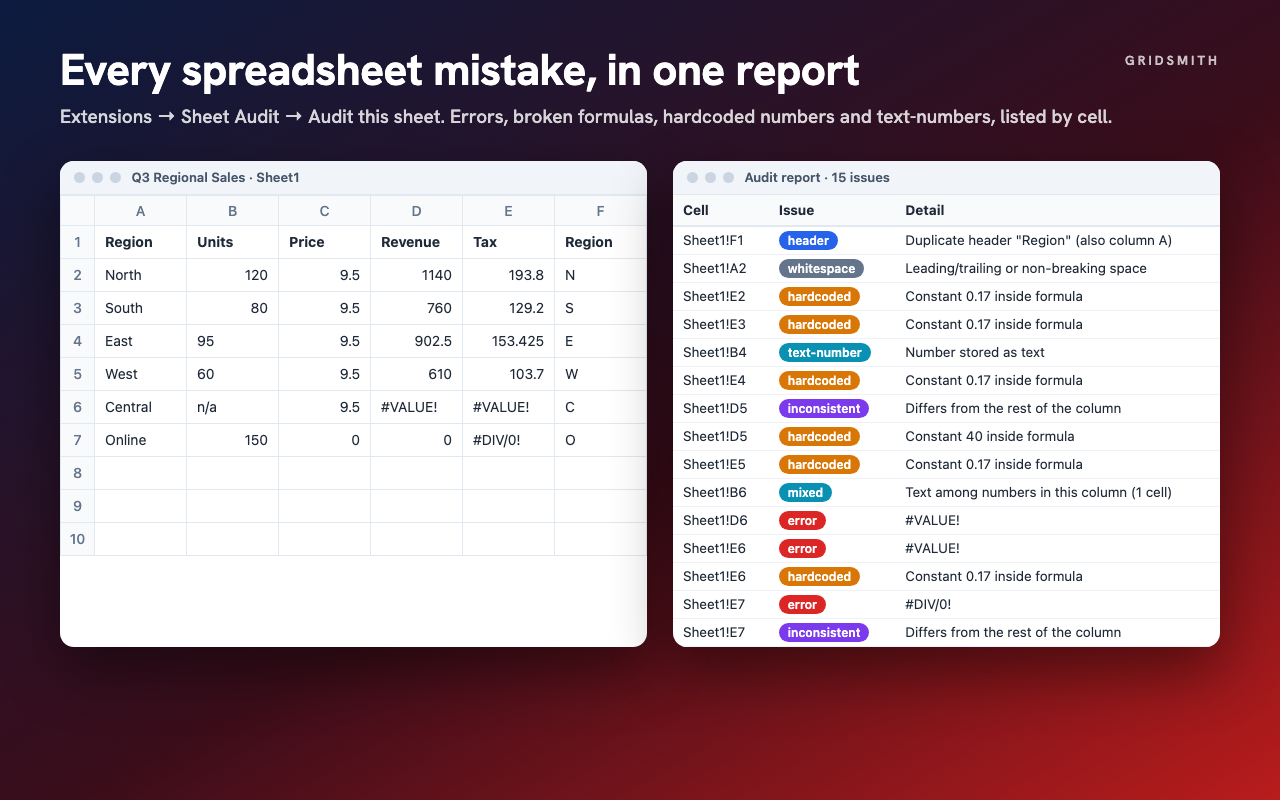 Every spreadsheet mistake, in one report
GRIDSMITH
Extensions → Sheet Audit → Audit this sheet. Errors, broken formulas, hardcoded numbers and text-numbers, listed by cell.
Q3 Regional Sales · Sheet1
A B C D E F
1 Region Units Price Revenue Tax Region
2 North 120 9.5 1140 193.8 N
3 South 80 9.5 760 129.2 S
4 East 95 9.5 902.5 153.425 E
5 West 60 9.5 610 103.7 W
6 Central n/a 9.5 #VALUE! #VALUE! C
7 Online 150 0 0 #DIV/0! O
8
9
10
Audit report · 15 issues
Cell Issue Detail
Sheet1!F1 header Duplicate header "Region" (also column A)
Sheet1!A2 whitespace Leading/trailing or non-breaking space
Sheet1!E2 hardcoded Constant 0.17 inside formula
Sheet1!E3 hardcoded Constant 0.17 inside formula
Sheet1!B4 text-number Number stored as text
Sheet1!E4 hardcoded Constant 0.17 inside formula
Sheet1!D5 inconsistent Differs from the rest of the column
Sheet1!D5 hardcoded Constant 40 inside formula
Sheet1!E5 hardcoded Constant 0.17 inside formula
Sheet1!B6 mixed Text among numbers in this column (1 cell)
Sheet1!D6 error #VALUE!
Sheet1!E6 error #VALUE!
Sheet1!E6 hardcoded Constant 0.17 inside formula
Sheet1!E7 error #DIV/0!
Sheet1!E7 inconsistent Differs from the rest of the column